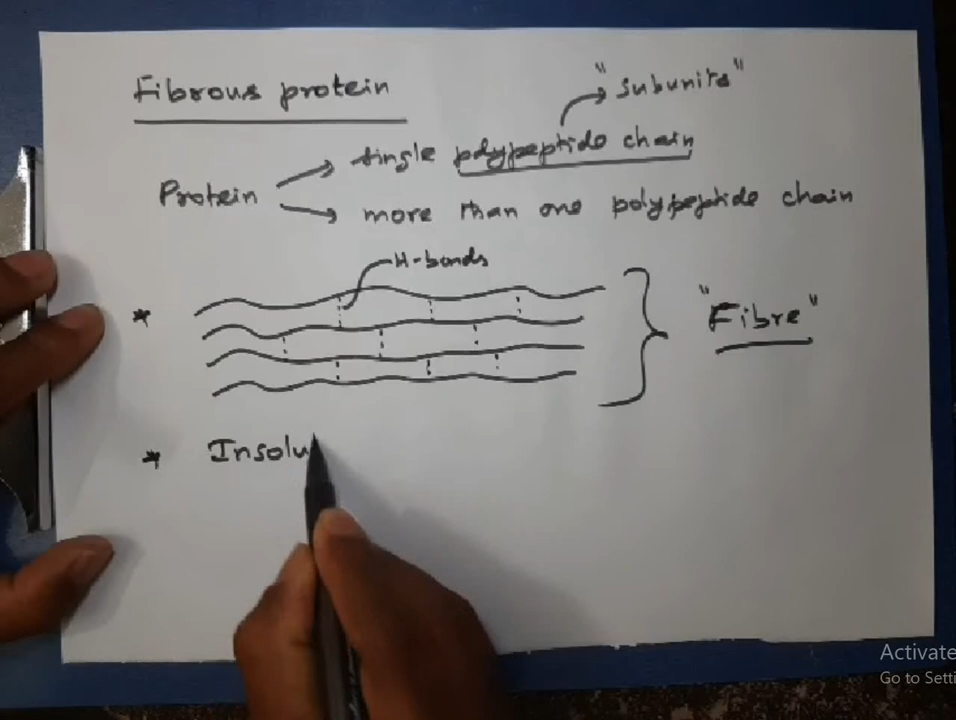 Fibrous protein
"Subunits"
single polypeptide chain
Protein
more than one polypeptide chain
H-bonds
*
"Fibre"
* Insolu
Activate
Go to Setti